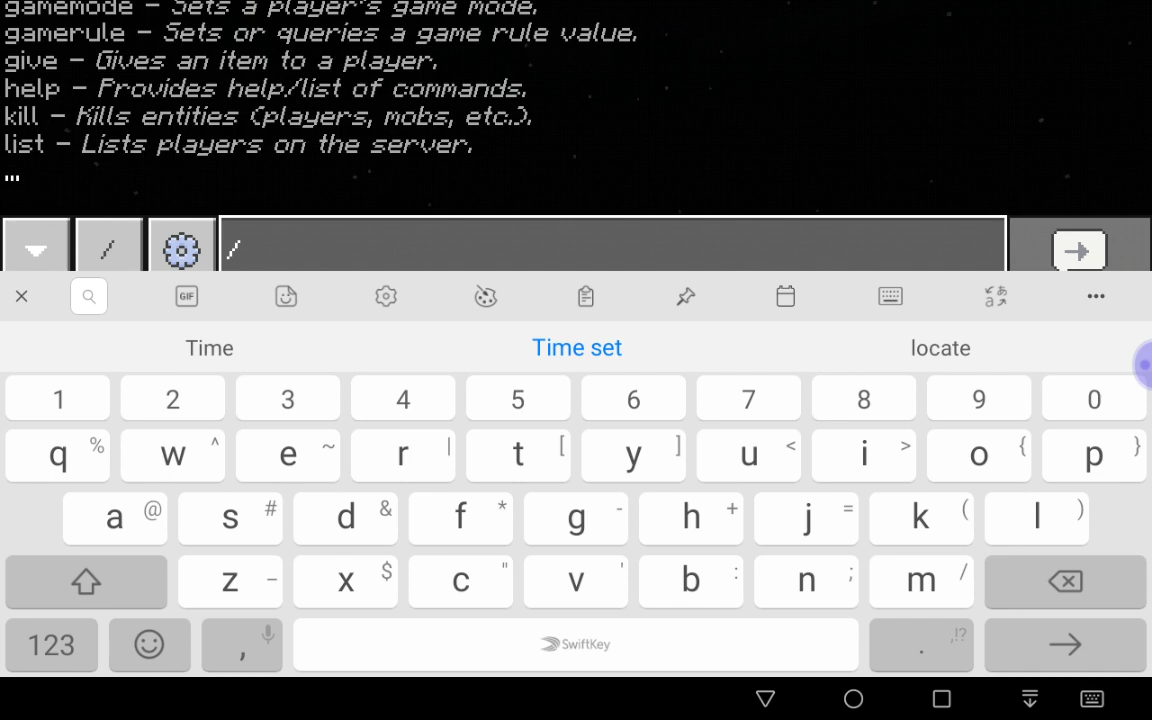 gamemode – Sets a player's game mode.
gamerule – Sets or queries a game rule value.
give – Gives an item to a player.
help – Provides help/list of commands.
kill – Kills entities (players, mobs, etc.).
list – Lists players on the server.
...
/ /
GIF
Time Time set locate
1 2 3 4 5 6 7 8 9 0
q % w ^ e ~ r | t [ y ] u < i > o { p }
a @ s # d & f * g - h + j = k ( l )
z _ x $ c " v ' b : n ; m /
123 , SwiftKey . ,!?